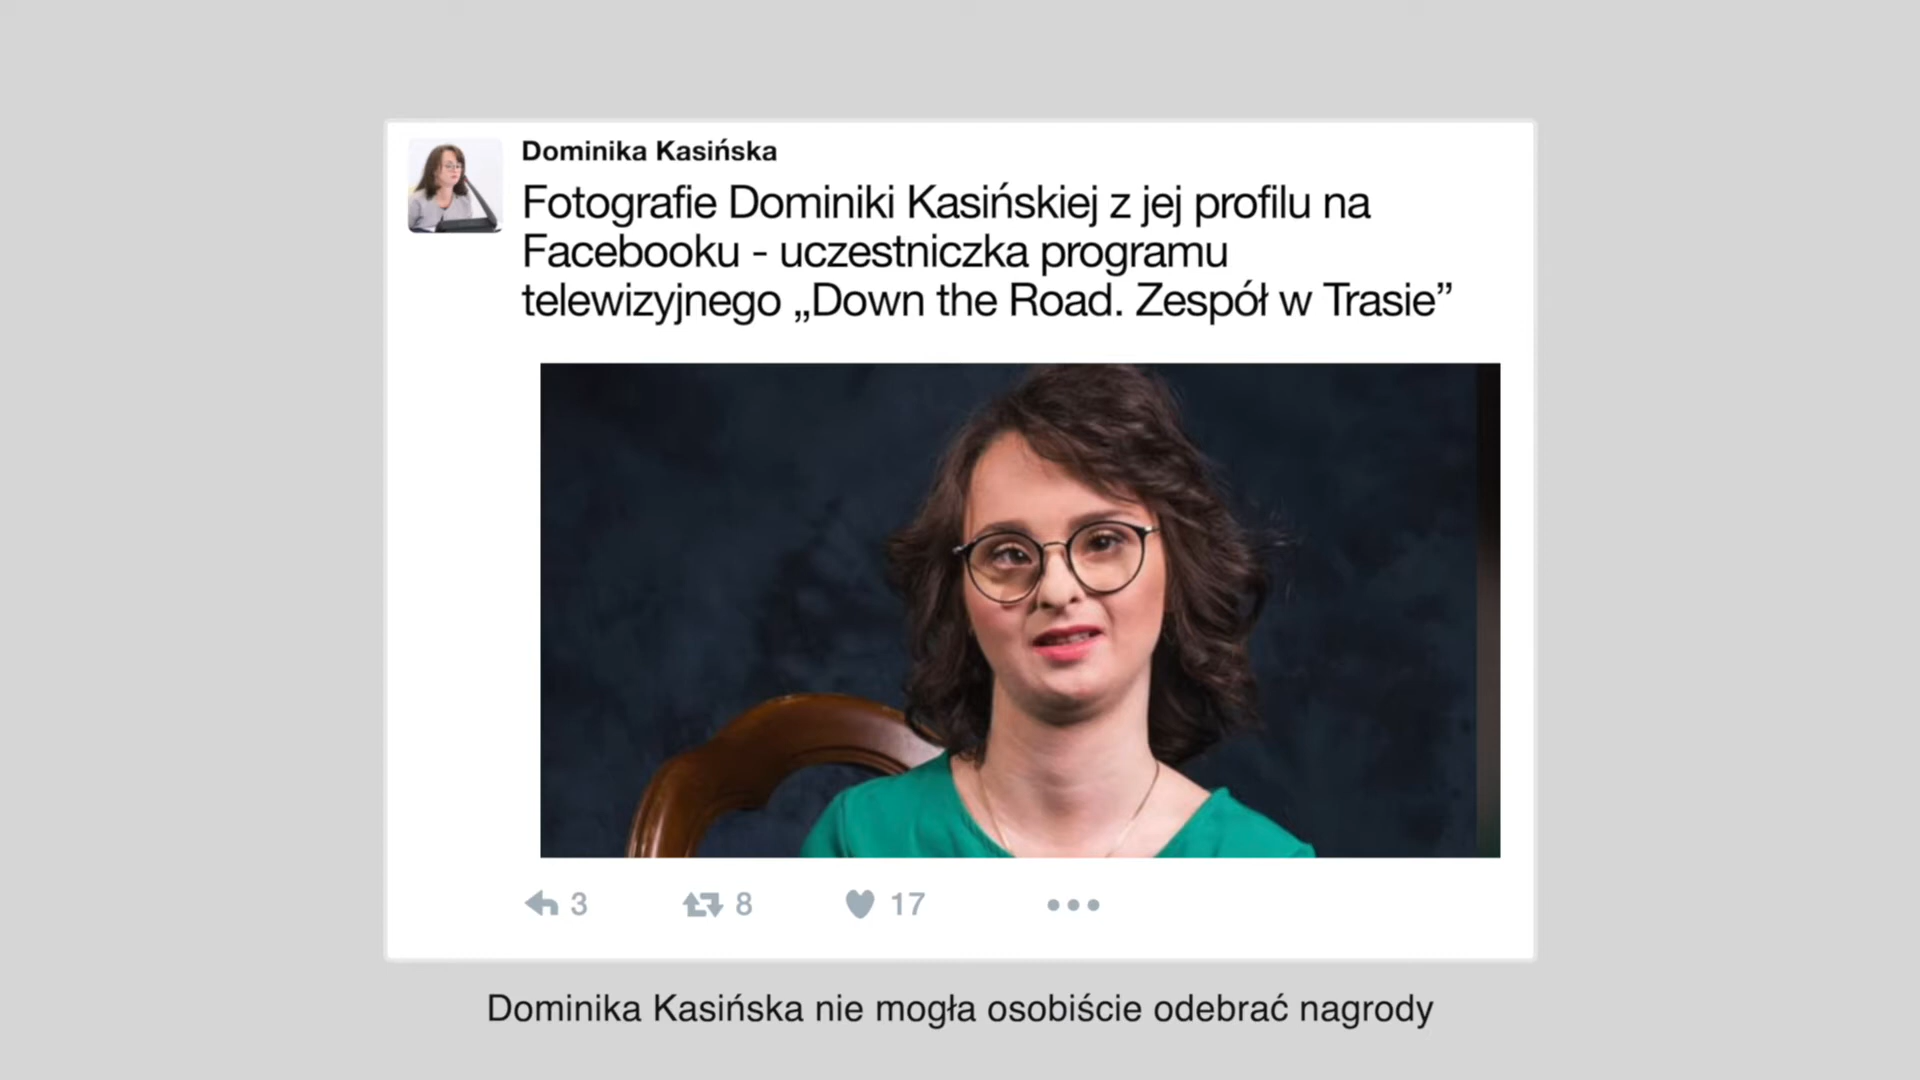 Dominika Kasińska
Fotografie Dominiki Kasińskiej z jej profilu na
Facebooku - uczestniczka programu
telewizyjnego „Down the Road. Zespół w Trasie”
3 8 17
Dominika Kasińska nie mogła osobiście odebrać nagrody